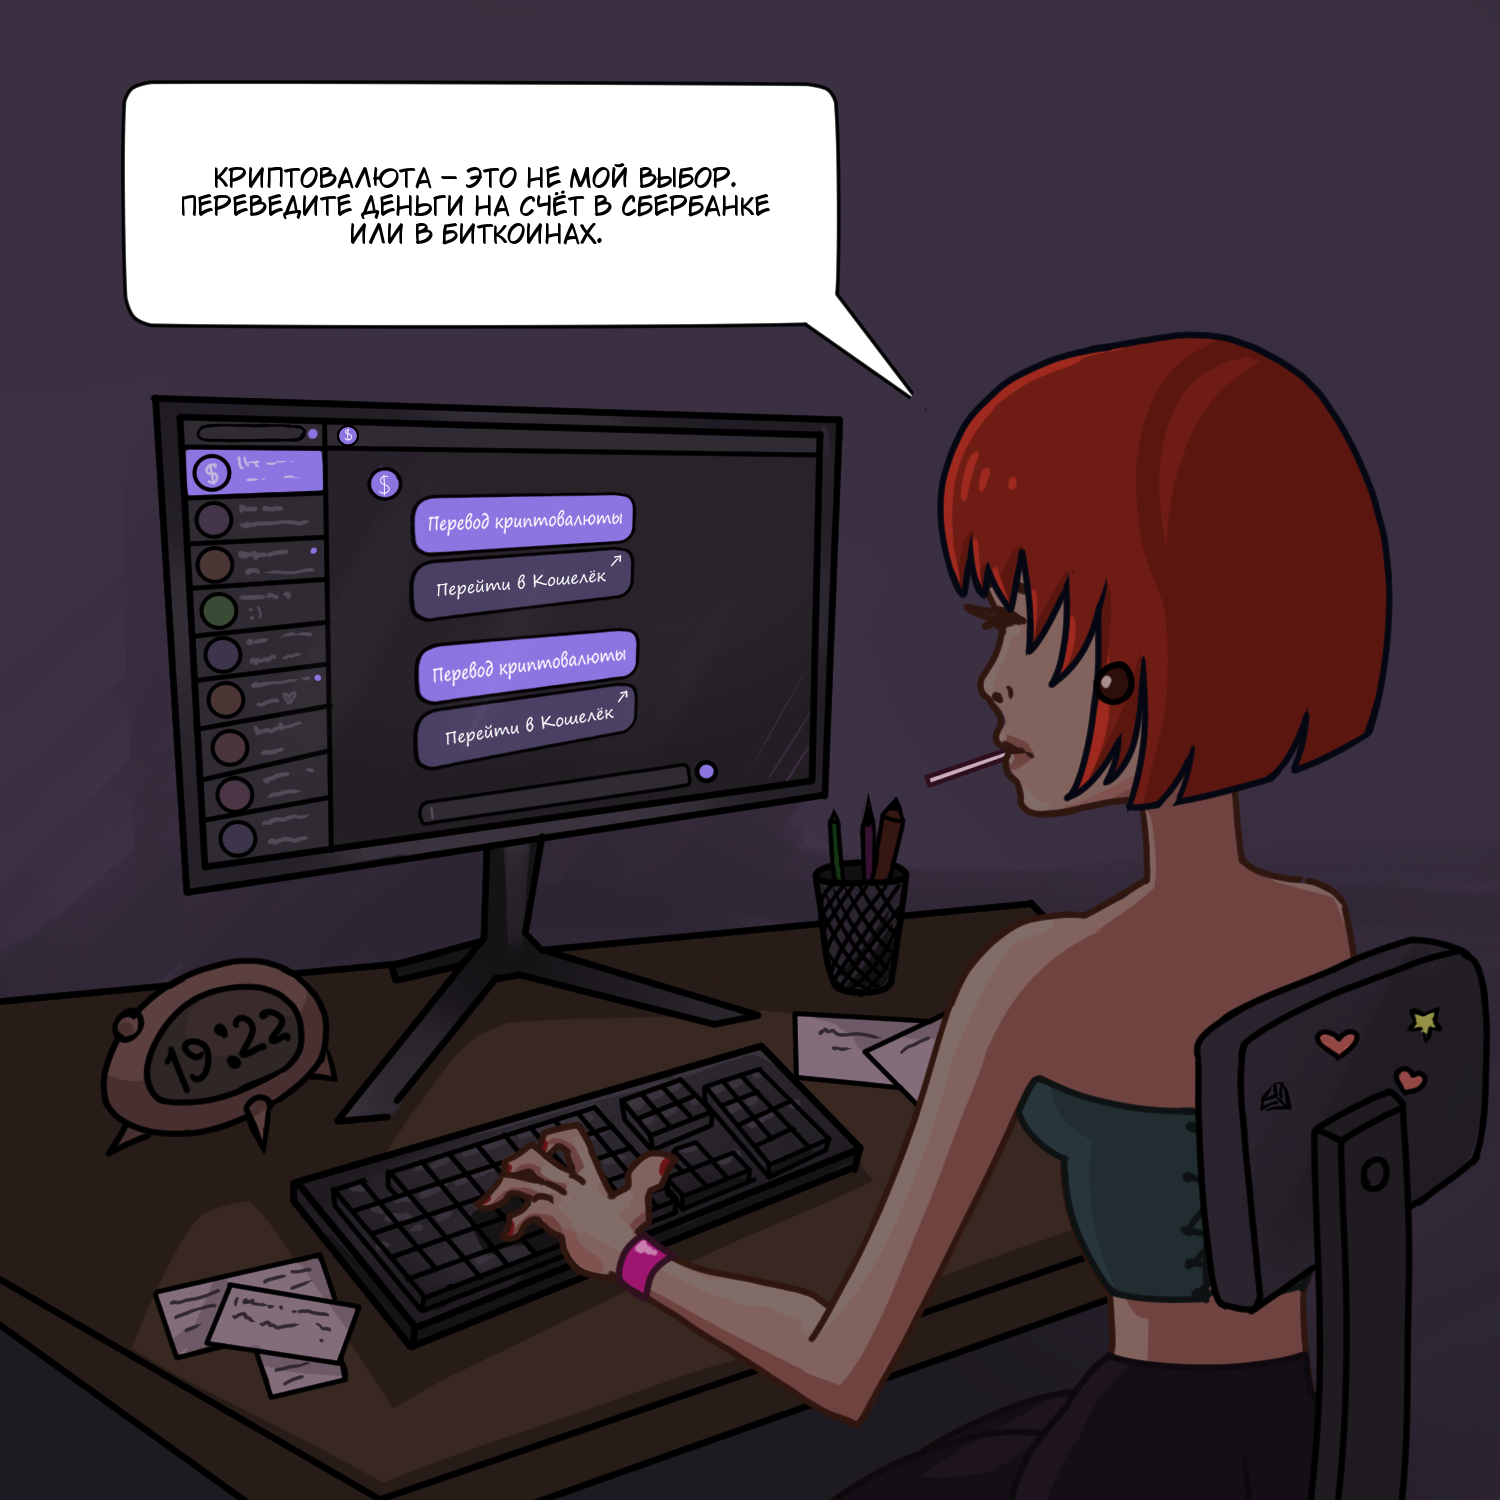 КРИПТОВАЛЮТА – ЭТО НЕ МОЙ ВЫБОР.
ПЕРЕВЕДИТЕ ДЕНЬГИ НА СЧЁТ В СБЕРБАНКЕ
ИЛИ В БИТКОИНАХ.
$
$
$
Перевод криптовалюты
Перейти в Кошелёк
:)
Перевод криптовалюты
Перейти в Кошелёк
19:22